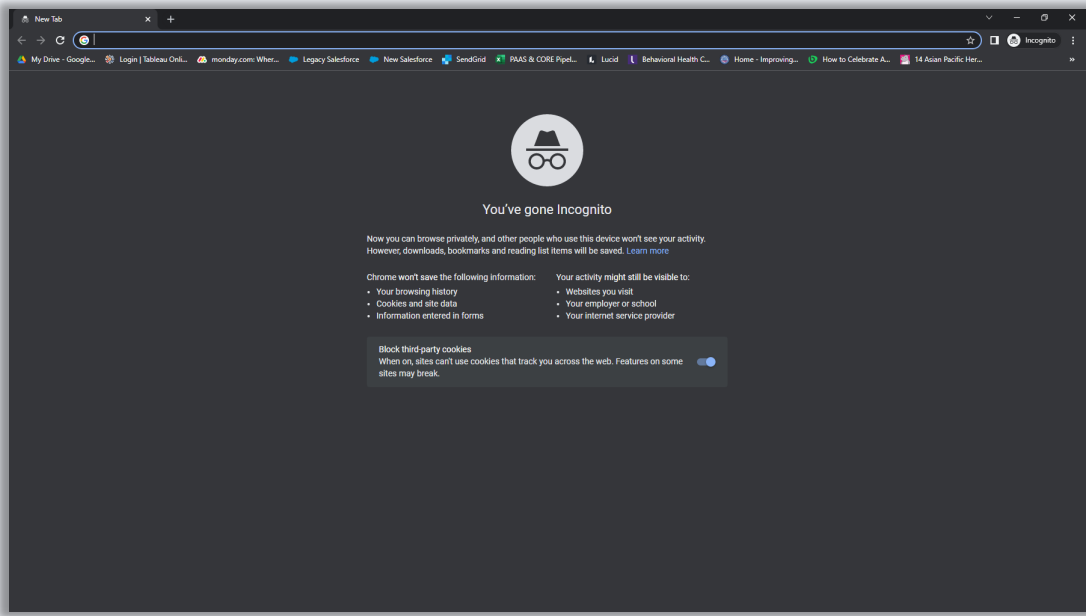 New Tab
Incognito
My Drive - Google... Login | Tableau Onli... monday.com: Wher... Legacy Salesforce New Salesforce SendGrid PAAS & CORE Pipel... Lucid Behavioral Health C... Home - Improving... How to Celebrate A... 14 Asian Pacific Her...
You've gone Incognito
Now you can browse privately, and other people who use this device won't see your activity.
However, downloads, bookmarks and reading list items will be saved. Learn more
Chrome won't save the following information:
• Your browsing history
• Cookies and site data
• Information entered in forms
Your activity might still be visible to:
• Websites you visit
• Your employer or school
• Your internet service provider
Block third-party cookies
When on, sites can't use cookies that track you across the web. Features on some
sites may break.